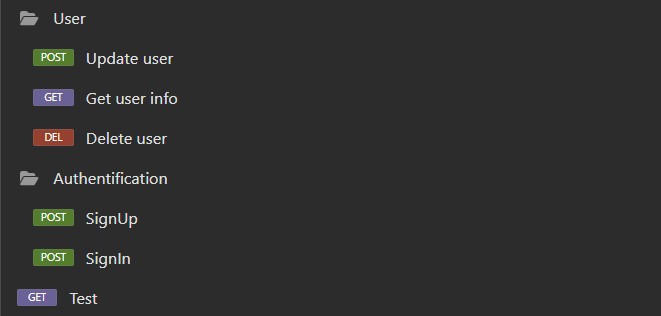 User
POST Update user
GET Get user info
DEL Delete user
Authentification
POST SignUp
POST SignIn
GET Test